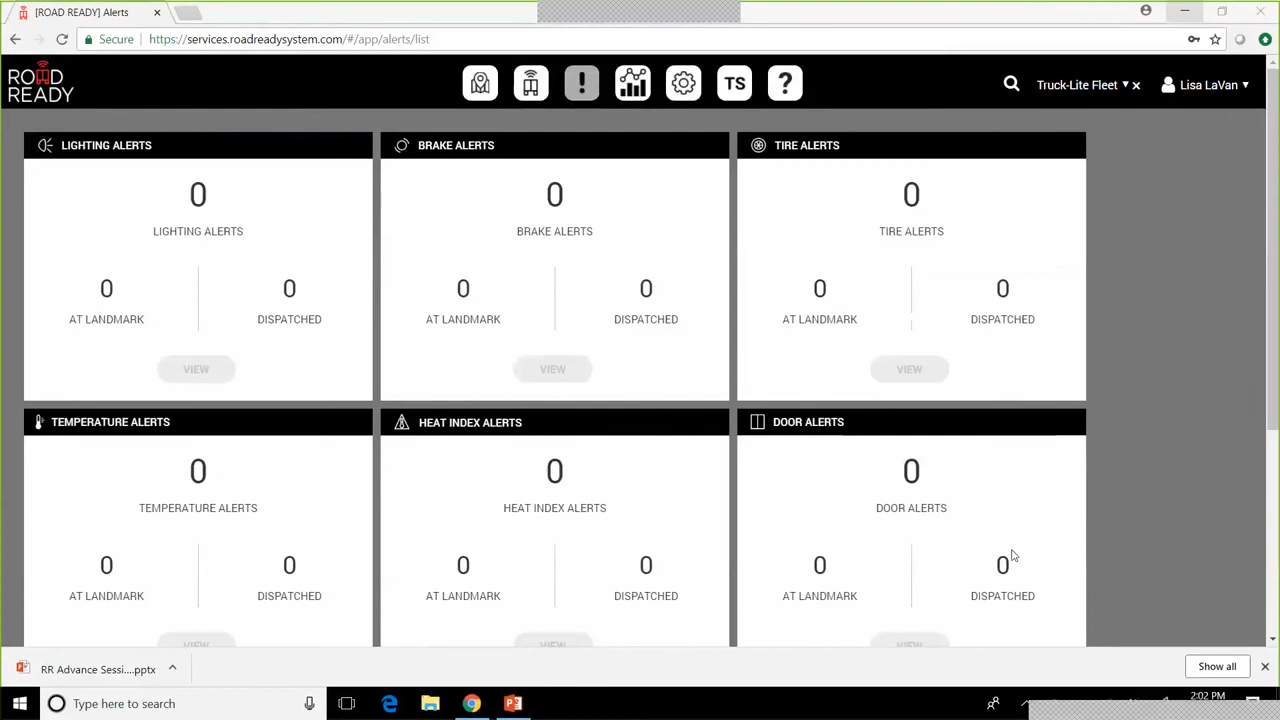 [ROAD READY] Alerts
Secure https://services.roadreadysystem.com/#/app/alerts/list
ROAD READY
! TS ?
Truck-Lite Fleet
Lisa LaVan
LIGHTING ALERTS
0
LIGHTING ALERTS
0
AT LANDMARK
0
DISPATCHED
VIEW
BRAKE ALERTS
0
BRAKE ALERTS
0
AT LANDMARK
0
DISPATCHED
VIEW
TIRE ALERTS
0
TIRE ALERTS
0
AT LANDMARK
0
DISPATCHED
VIEW
TEMPERATURE ALERTS
0
TEMPERATURE ALERTS
0
AT LANDMARK
0
DISPATCHED
VIEW
HEAT INDEX ALERTS
0
HEAT INDEX ALERTS
0
AT LANDMARK
0
DISPATCHED
VIEW
DOOR ALERTS
0
DOOR ALERTS
0
AT LANDMARK
0
DISPATCHED
VIEW
RR Advance Sessi....pptx
Show all
Type here to search
2:02 PM